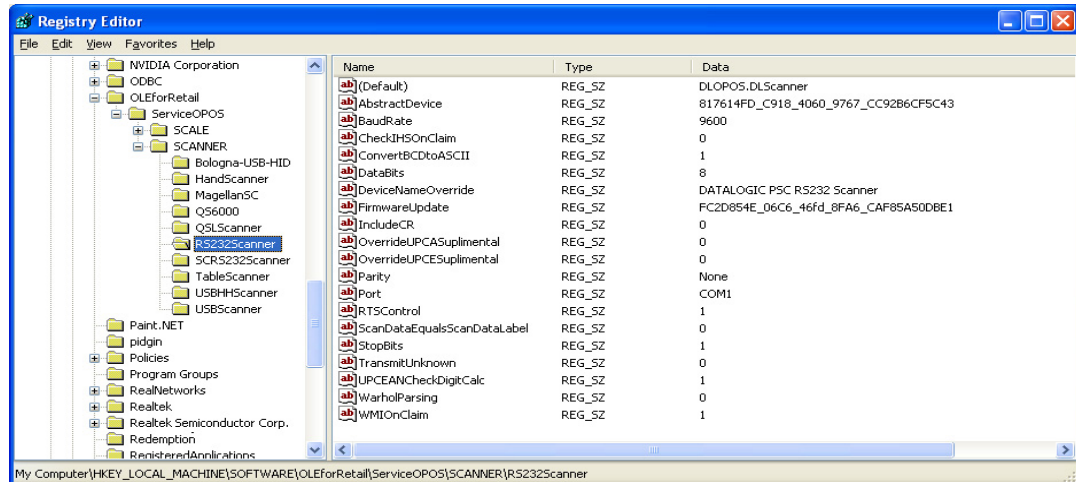 Registry Editor
File Edit View Favorites Help
NVIDIA Corporation
ODBC
OLEforRetail
ServiceOPOS
SCALE
SCANNER
Bologna-USB-HID
HandScanner
MagellanSC
QS6000
QSLScanner
RS232Scanner
SCRS232Scanner
TableScanner
USBHHScanner
USBScanner
Paint.NET
pidgin
Policies
Program Groups
RealNetworks
Realtek
Realtek Semiconductor Corp.
Redemption
RegisteredApplications
Name Type Data
(Default) REG_SZ DLOPOS.DLScanner
AbstractDevice REG_SZ 817614FD_C918_4060_9767_CC92B6CF5C43
BaudRate REG_SZ 9600
CheckIHSOnClaim REG_SZ 0
ConvertBCDtoASCII REG_SZ 1
DataBits REG_SZ 8
DeviceNameOverride REG_SZ DATALOGIC PSC RS232 Scanner
FirmwareUpdate REG_SZ FC2D854E_06C6_46fd_8FA6_CAF85A50DBE1
IncludeCR REG_SZ 0
OverrideUPCASuplimental REG_SZ 0
OverrideUPCESuplimental REG_SZ 0
Parity REG_SZ None
Port REG_SZ COM1
RTSControl REG_SZ 1
ScanDataEqualsScanDataLabel REG_SZ 0
StopBits REG_SZ 1
TransmitUnknown REG_SZ 0
UPCEANCheckDigitCalc REG_SZ 1
WarholParsing REG_SZ 0
WMIOnClaim REG_SZ 1
My Computer\HKEY_LOCAL_MACHINE\SOFTWARE\OLEforRetail\ServiceOPOS\SCANNER\RS232Scanner